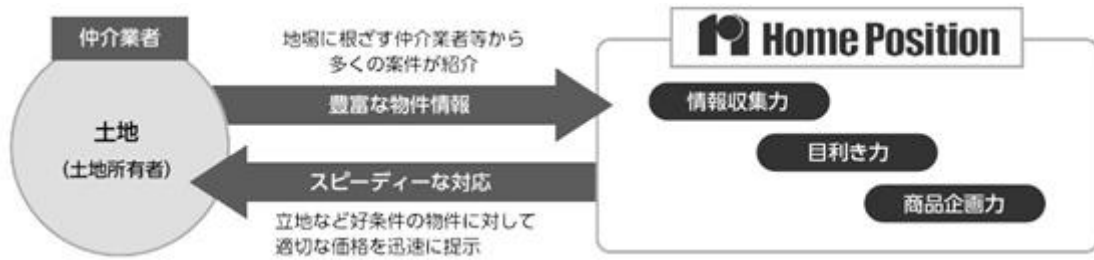 仲介業者
土地
(土地所有者)
地場に根ざす仲介業者等から
多くの案件が紹介
豊富な物件情報
スピーディーな対応
立地など好条件の物件に対して
適切な価格を迅速に提示
Home Position
情報収集力
目利き力
商品企画力